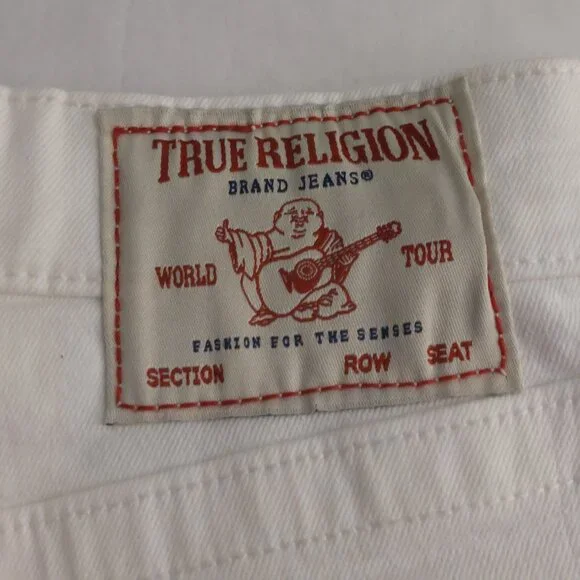 TRUE RELIGION
BRAND JEANS®
WORLD TOUR
FASHION FOR THE SENSES
SECTION ROW SEAT